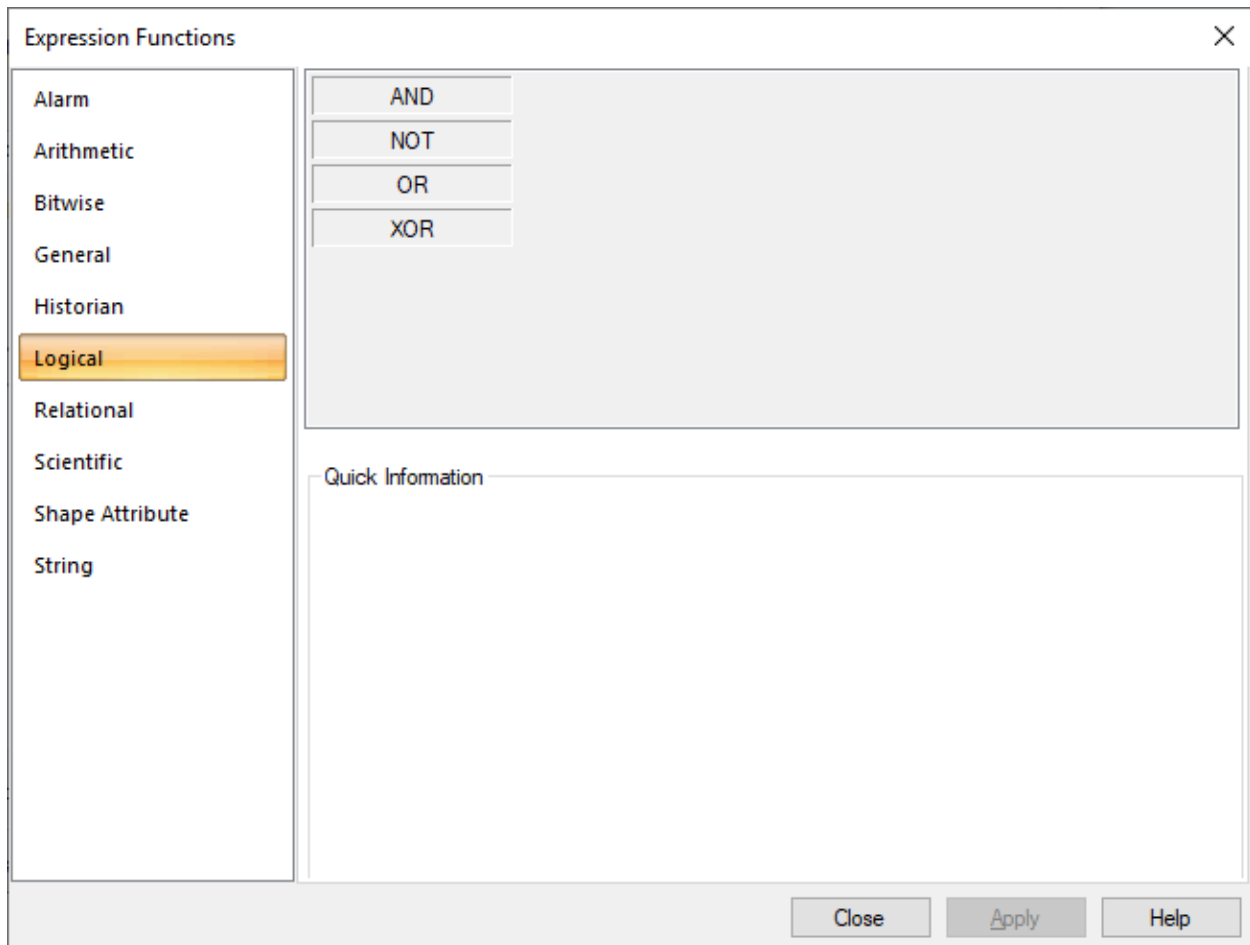 Expression Functions
Alarm
Arithmetic
Bitwise
General
Historian
Logical
Relational
Scientific
Shape Attribute
String
AND
NOT
OR
XOR
Quick Information
Close
Apply
Help